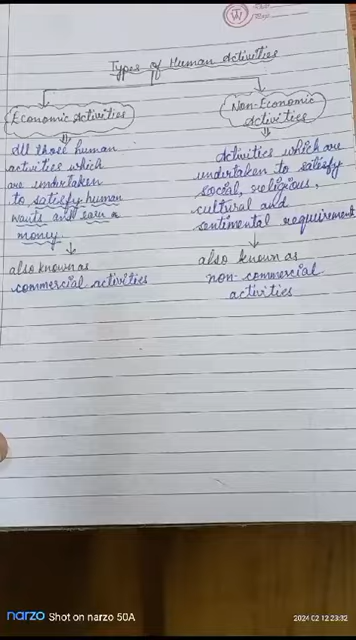 Types of Human Activities
Economic Activities
All those human
activities which
are undertaken
to satisfy human
wants and earn
money
also known as
commercial activities
Non-Economic
Activities
Activities which are
undertaken to satisfy
social, religious,
cultural and
sentimental requirement
also known as
non-commercial
activities
narzo Shot on narzo 50A
2024 02 12 23:32